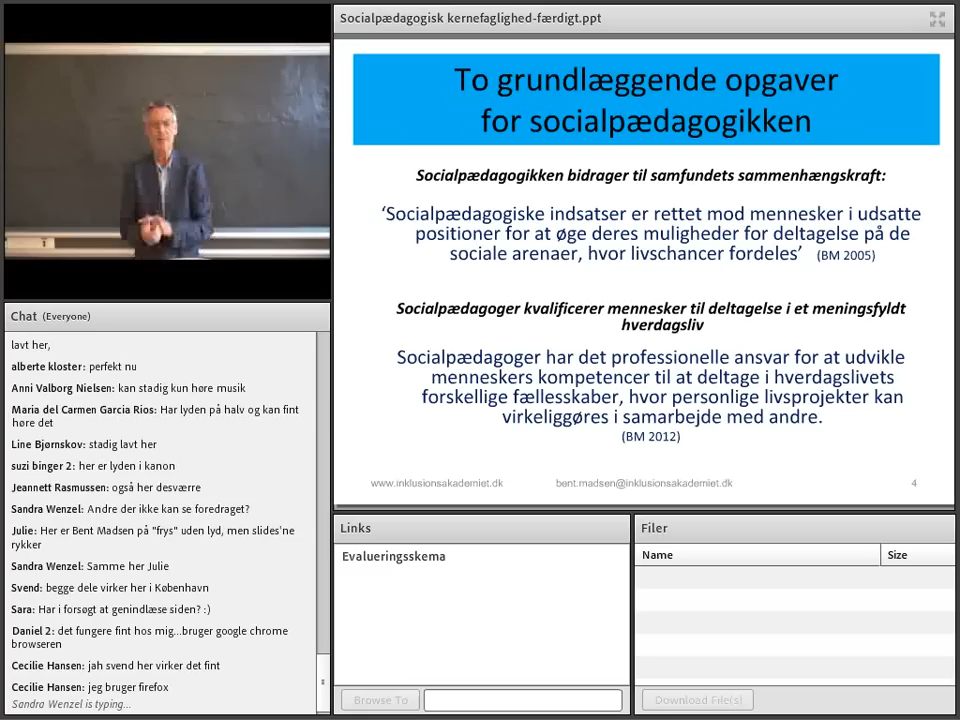 Socialpædagogisk kernefaglighed-færdigt.ppt
To grundlæggende opgaver
for socialpædagogikken
Socialpædagogikken bidrager til samfundets sammenhængskraft:
‘Socialpædagogiske indsatser er rettet mod mennesker i udsatte
positioner for at øge deres muligheder for deltagelse på de
sociale arenaer, hvor livschancer fordeles’ (BM 2005)
Socialpædagoger kvalificerer mennesker til deltagelse i et meningsfyldt
hverdagsliv
Socialpædagoger har det professionelle ansvar for at udvikle
menneskers kompetencer til at deltage i hverdagslivets
forskellige fællesskaber, hvor personlige livsprojekter kan
virkeliggøres i samarbejde med andre.
(BM 2012)
www.inklusionsakademiet.dk bent.madsen@inklusionsakademiet.dk 4
Chat (Everyone)
lavt her,
alberte kloster: perfekt nu
Anni Valborg Nielsen: kan stadig kun høre musik
Maria del Carmen Garcia Rios: Har lyden på halv og kan fint
høre det
Line Bjørnskov: stadig lavt her
suzi binger 2: her er lyden i kanon
Jeannett Rasmussen: også her desværre
Sandra Wenzel: Andre der ikke kan se foredraget?
Julie: Her er Bent Madsen på "frys" uden lyd, men slides'ne
rykker
Sandra Wenzel: Samme her Julie
Svend: begge dele virker her i København
Sara: Har i forsøgt at genindlæse siden? :)
Daniel 2: det fungere fint hos mig...bruger google chrome
browseren
Cecilie Hansen: jah svend her virker det fint
Cecilie Hansen: jeg bruger firefox
Sandra Wenzel is typing...
Links
Evalueringsskema
Browse To
Filer
Name Size
Download File(s)